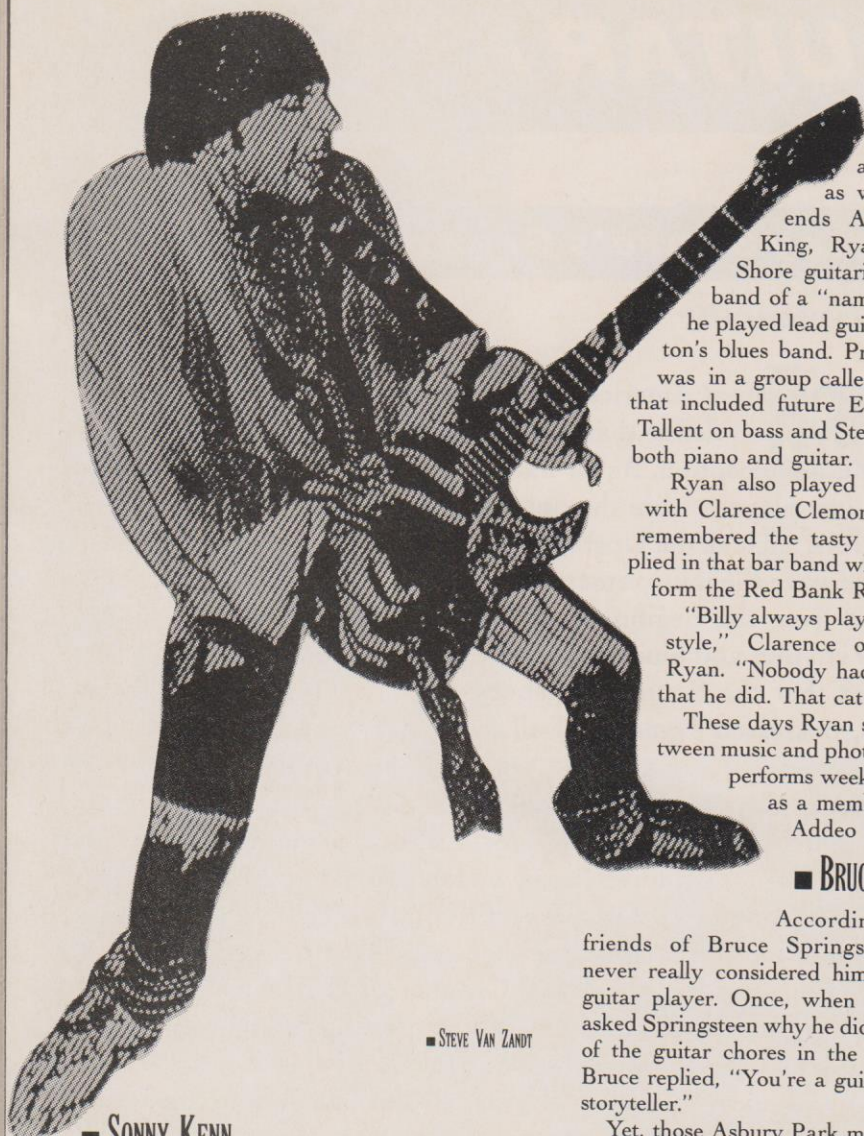 as v
ends A
King, Rya
Shore guitari
band of a "nam
he played lead gui
ton's blues band. Pr
was in a group calle
that included future E
Tallent on bass and Ste
both piano and guitar.
Ryan also played
with Clarence Clemon
remembered the tasty
plied in that bar band w
form the Red Bank R
"Billy always play
style," Clarence o
Ryan. "Nobody had
that he did. That cat
These days Ryan s
tween music and phot
performs week
as a mem
Addeo
■ BRUC
Accordin
friends of Bruce Springs
never really considered him
guitar player. Once, when
asked Springsteen why he did
of the guitar chores in the
Bruce replied, "You're a gui
storyteller."
Yet, those Asbury Park m
■ STEVE VAN ZANDT
■ SONNY KENN